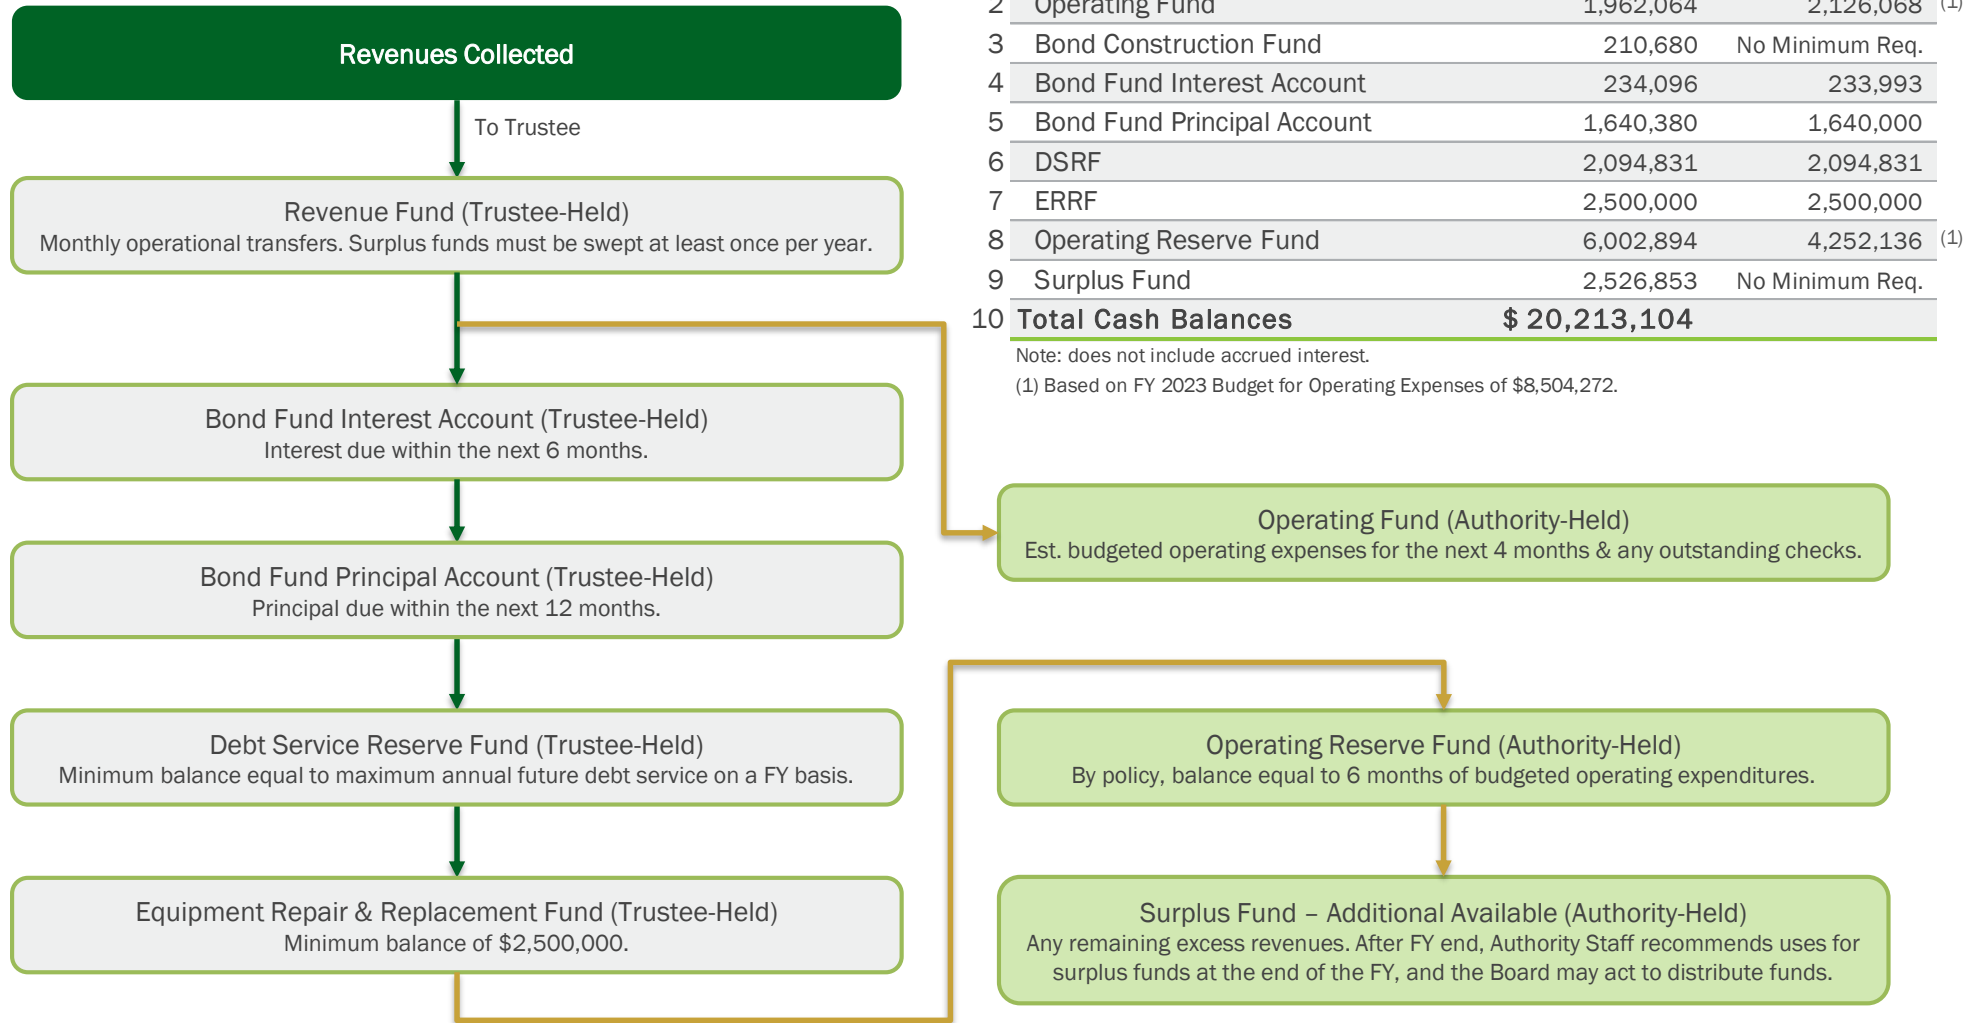 Revenues Collected
To Trustee
Revenue Fund (Trustee-Held)
Monthly operational transfers. Surplus funds must be swept at least once per year.
Bond Fund Interest Account (Trustee-Held)
Interest due within the next 6 months.
Bond Fund Principal Account (Trustee-Held)
Principal due within the next 12 months.
Debt Service Reserve Fund (Trustee-Held)
Minimum balance equal to maximum annual future debt service on a FY basis.
Equipment Repair & Replacement Fund (Trustee-Held)
Minimum balance of $2,500,000.
2 Operating Fund 1,962,064 2,126,068 (1)
3 Bond Construction Fund 210,680 No Minimum Req.
4 Bond Fund Interest Account 234,096 233,993
5 Bond Fund Principal Account 1,640,380 1,640,000
6 DSRF 2,094,831 2,094,831
7 ERRF 2,500,000 2,500,000
8 Operating Reserve Fund 6,002,894 4,252,136 (1)
9 Surplus Fund 2,526,853 No Minimum Req.
10 Total Cash Balances $ 20,213,104
Note: does not include accrued interest.
(1) Based on FY 2023 Budget for Operating Expenses of $8,504,272.
Operating Fund (Authority-Held)
Est. budgeted operating expenses for the next 4 months & any outstanding checks.
Operating Reserve Fund (Authority-Held)
By policy, balance equal to 6 months of budgeted operating expenditures.
Surplus Fund – Additional Available (Authority-Held)
Any remaining excess revenues. After FY end, Authority Staff recommends uses for
surplus funds at the end of the FY, and the Board may act to distribute funds.